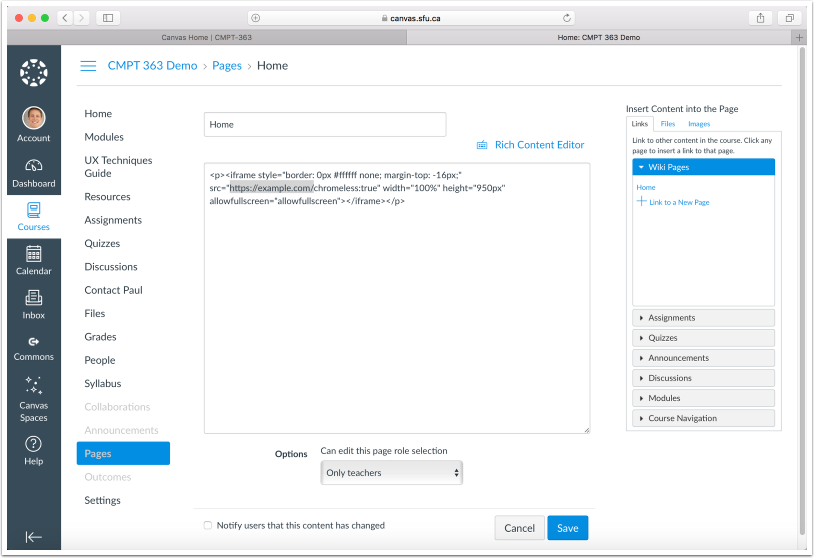 canvas.sfu.ca
Canvas Home | CMPT-363
Home: CMPT 363 Demo
Account
Dashboard
Courses
Calendar
Inbox
Commons
Canvas
Spaces
Help
CMPT 363 Demo › Pages › Home
Home
Modules
UX Techniques
Guide
Resources
Assignments
Quizzes
Discussions
Contact Paul
Files
Grades
People
Syllabus
Collaborations
Announcements
Pages
Outcomes
Settings
Home
Rich Content Editor
<p><iframe style="border: 0px #ffffff none; margin-top: -16px;"
src="https://example.com/chromeless:true" width="100%" height="950px"
allowfullscreen="allowfullscreen"></iframe></p>
Options
Can edit this page role selection
Only teachers
Notify users that this content has changed
Cancel
Save
Insert Content into the Page
Links Files Images
Link to other content in the course. Click any
page to insert a link to that page.
Wiki Pages
Home
Link to a New Page
Assignments
Quizzes
Announcements
Discussions
Modules
Course Navigation